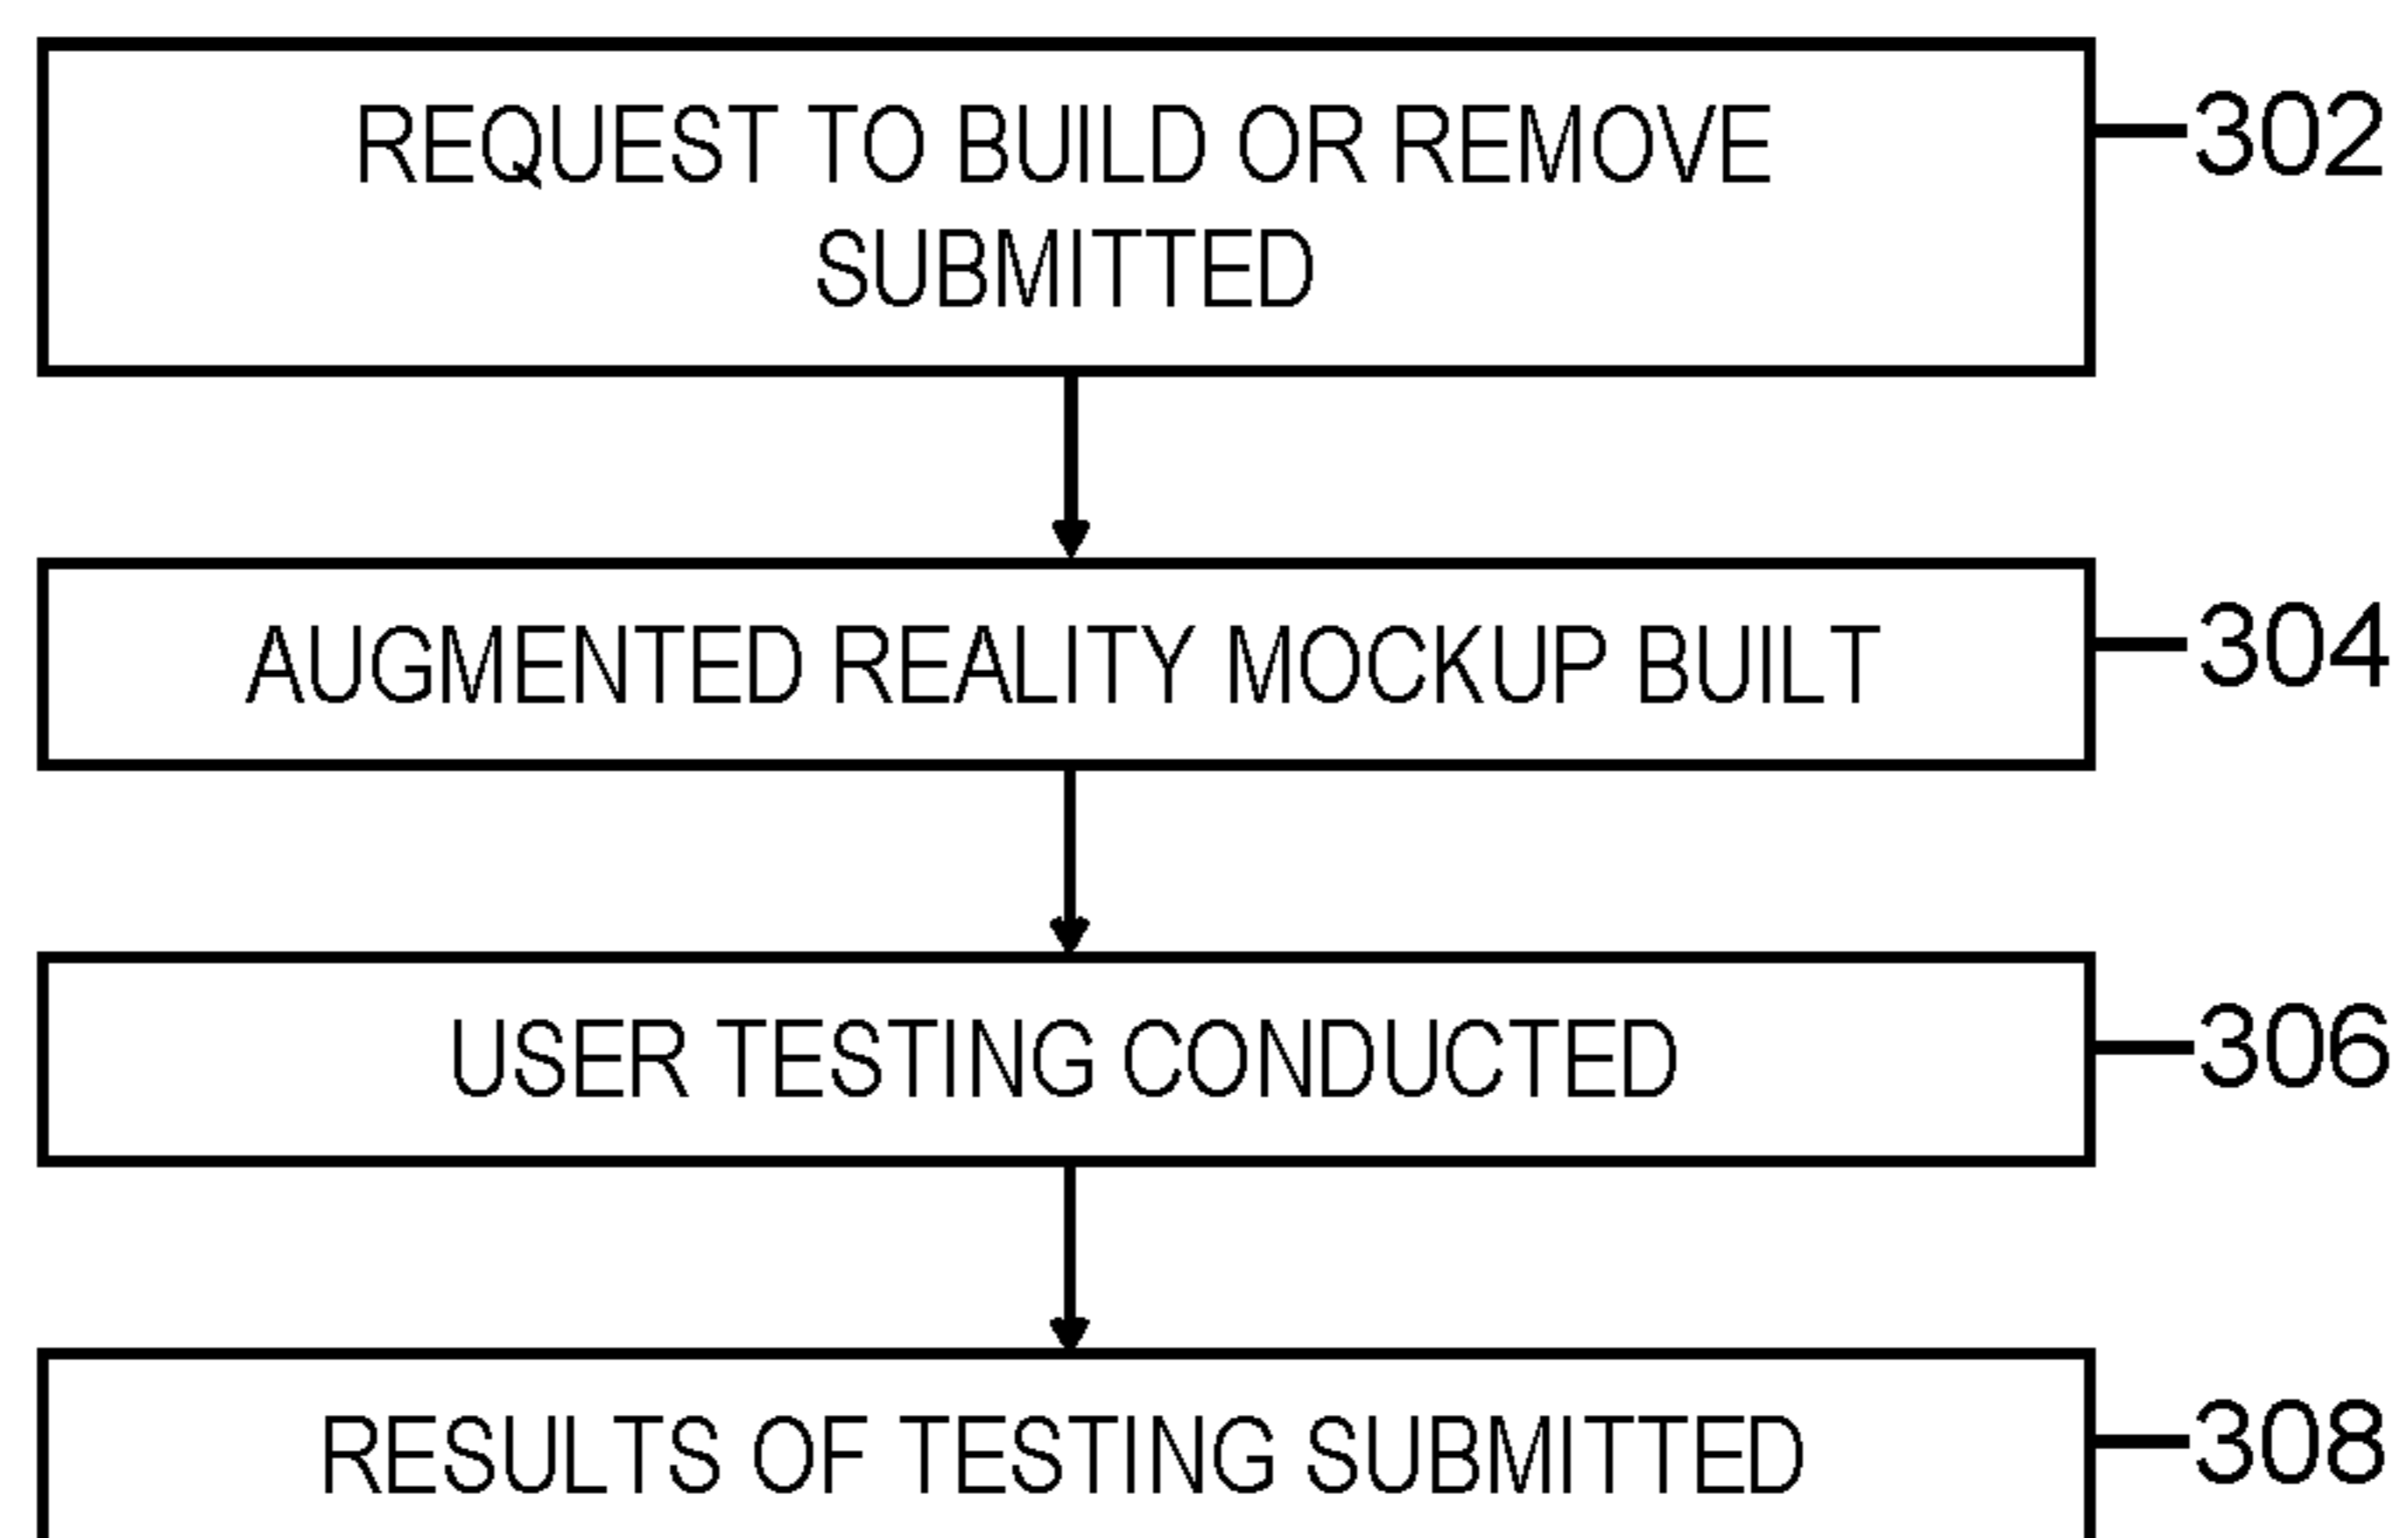 REQUEST TO BUILD OR REMOVE
SUBMITTED
302
AUGMENTED REALITY MOCKUP BUILT
304
USER TESTING CONDUCTED
306
RESULTS OF TESTING SUBMITTED
308